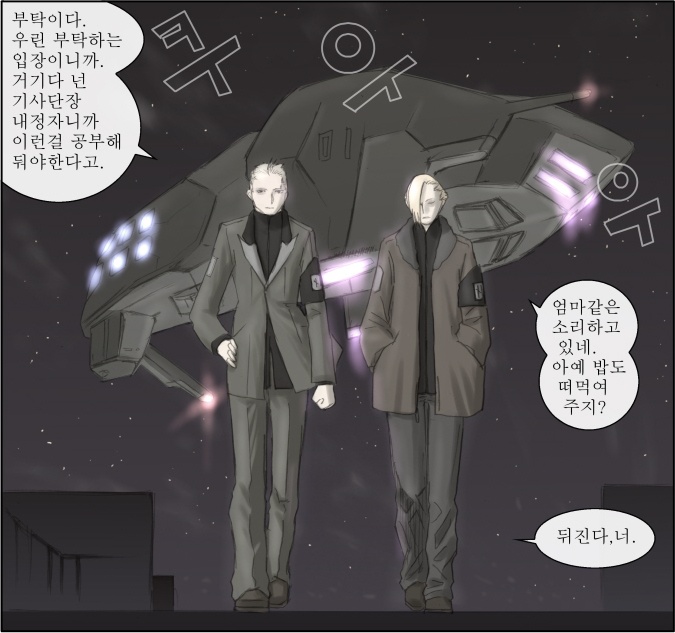 부탁이다.
우린 부탁하는
입장이니까.
거기다 넌
기사단장
내정자니까
이런걸 공부해
둬야한다고.
콰 아
아
엄마같은
소리하고
있네.
아예 밥도
떠먹여
주지?
뒤진다,너.